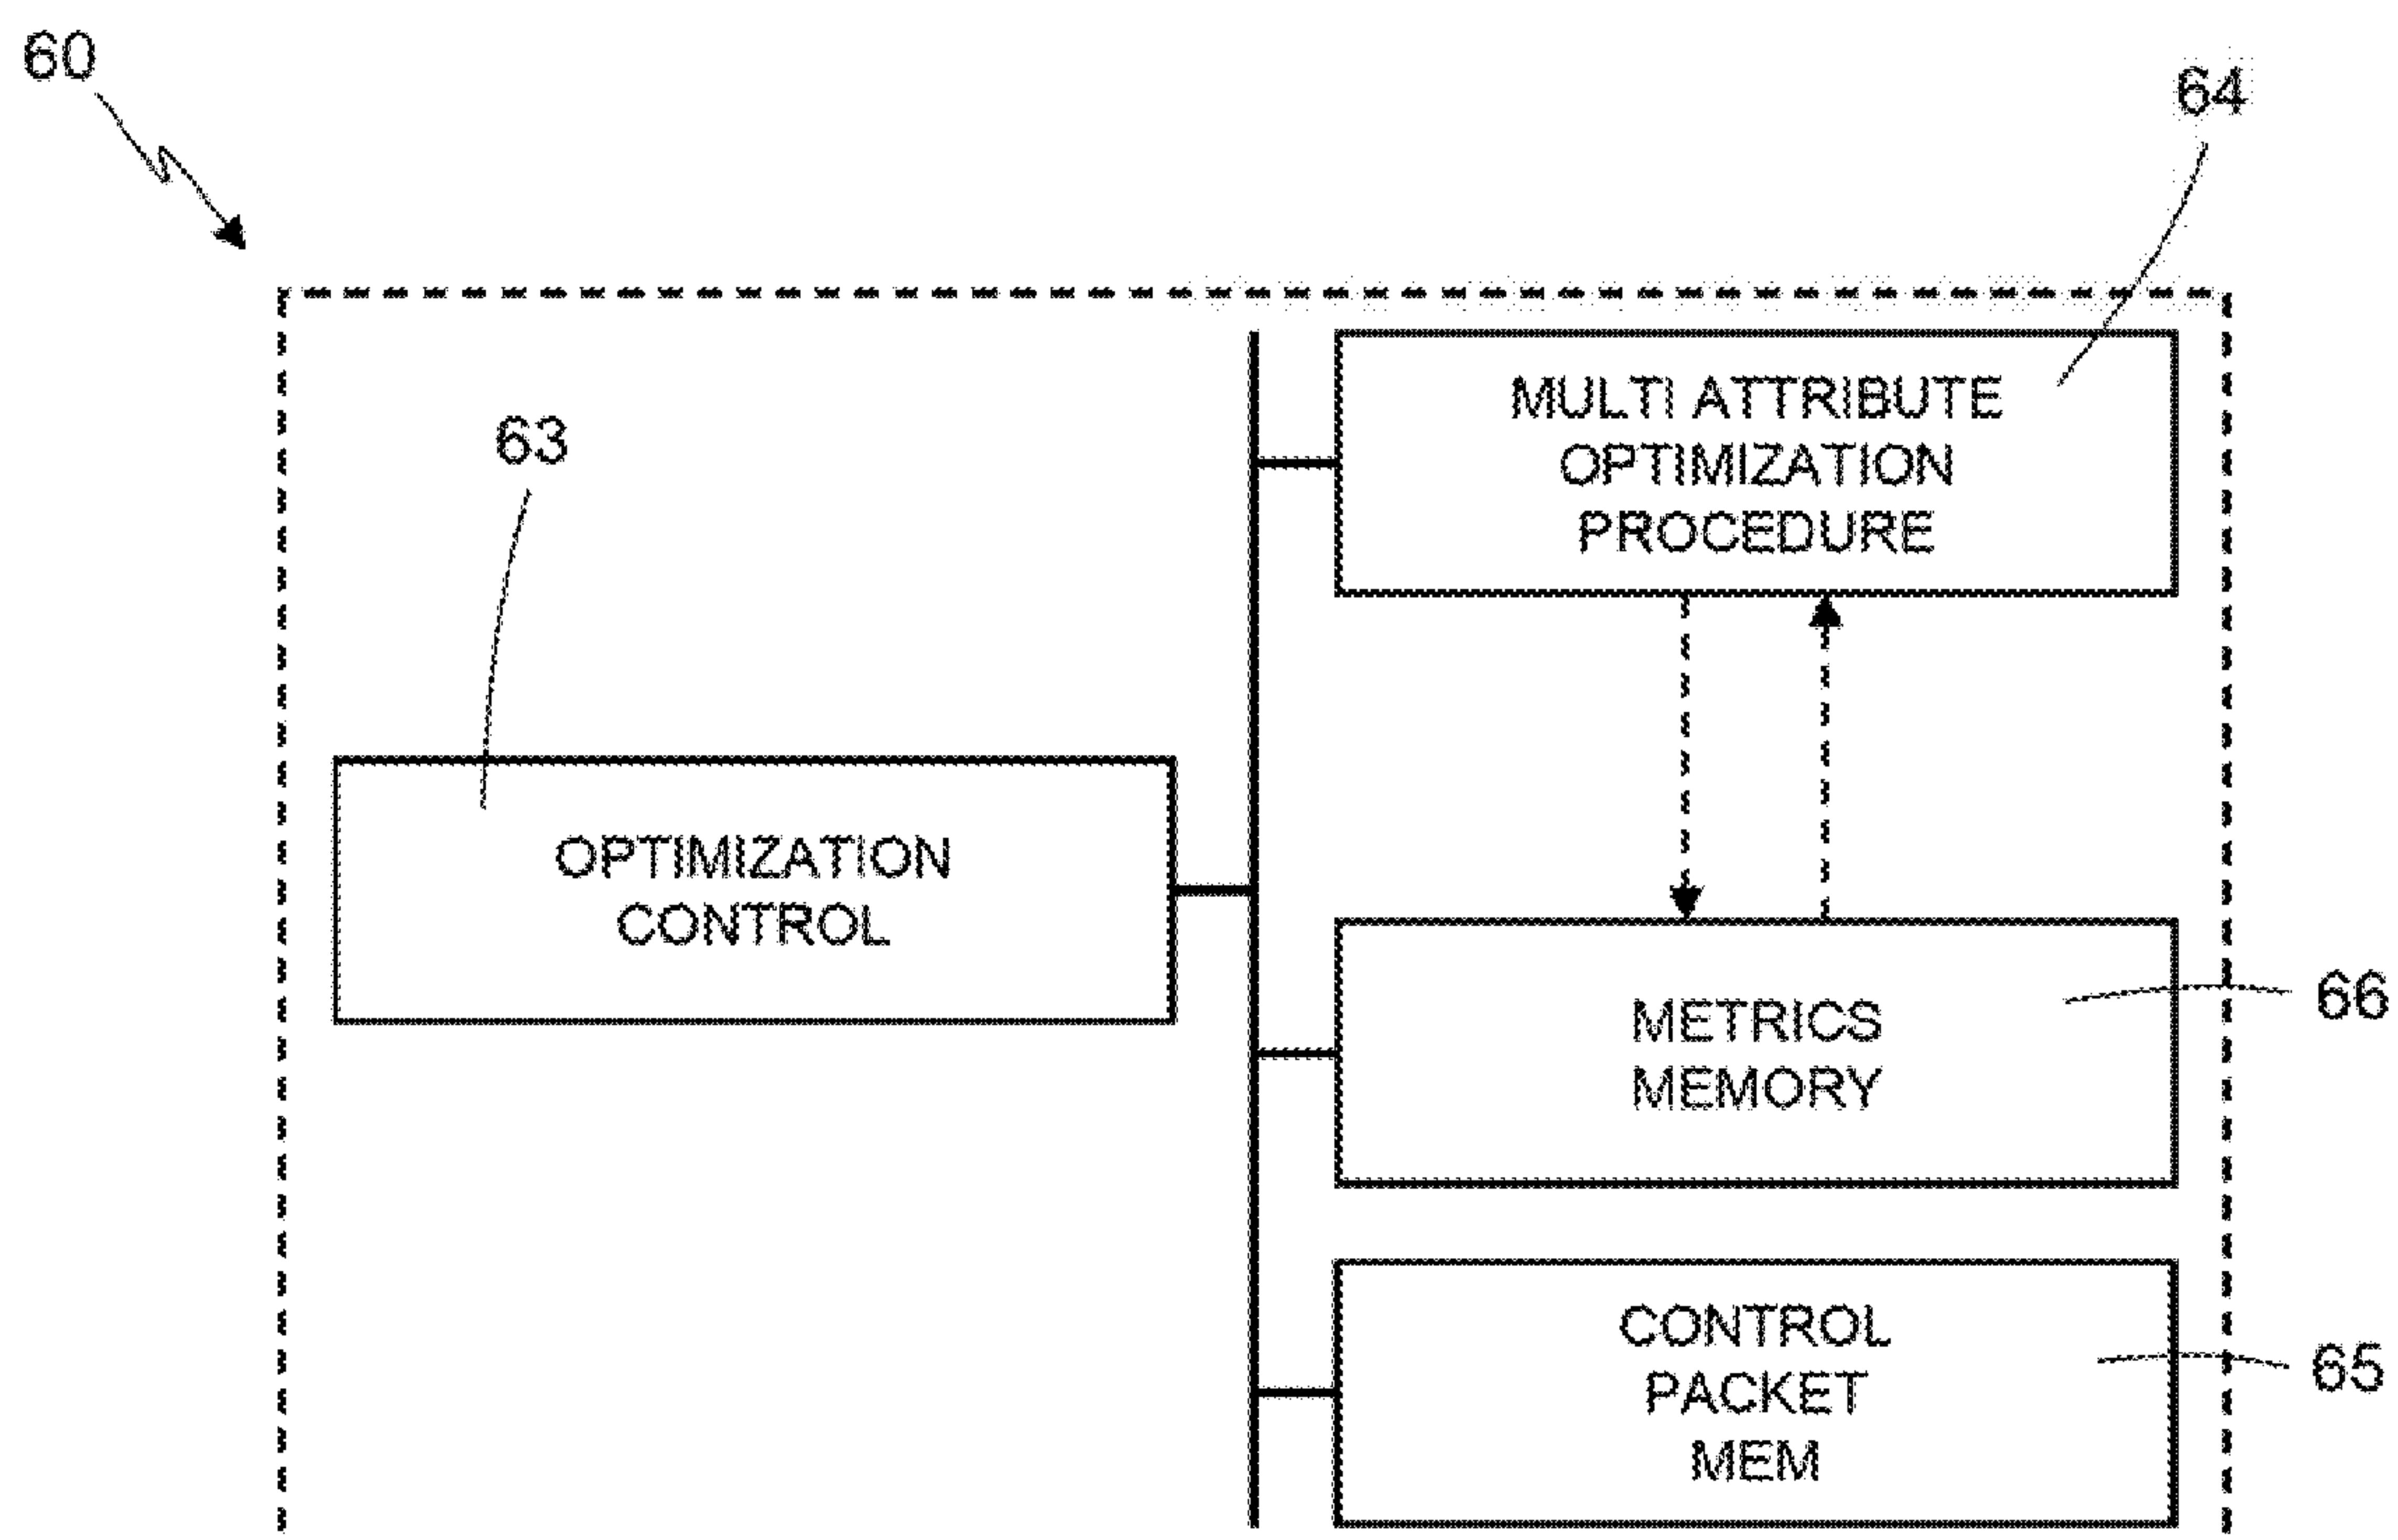 60
64
MULTI ATTRIBUTE
OPTIMIZATION
PROCEDURE
63
OPTIMIZATION
CONTROL
METRICS
MEMORY
66
CONTROL
PACKET
MEM
65